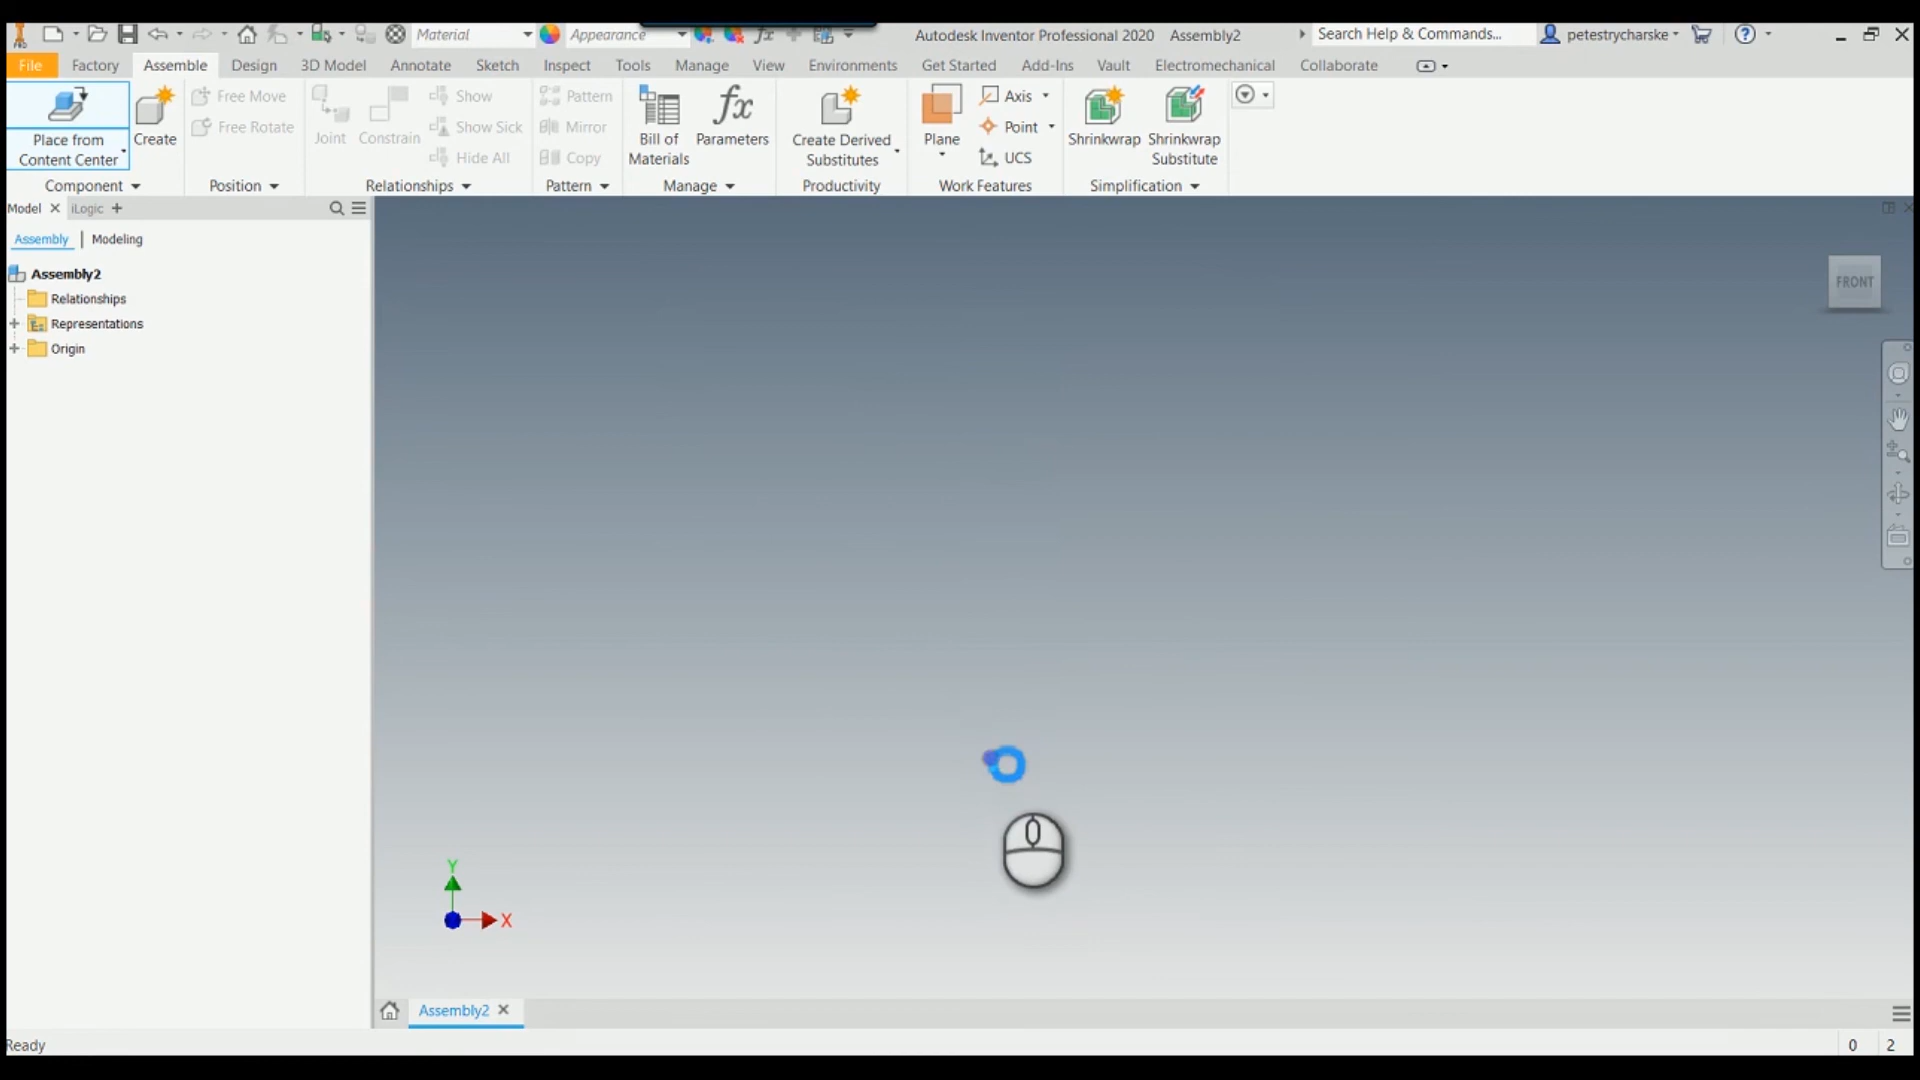 Material
Appearance
fx
Autodesk Inventor Professional 2020 Assembly2
Search Help & Commands...
petestrycharske
File Factory Assemble Design 3D Model Annotate Sketch Inspect Tools Manage View Environments Get Started Add-Ins Vault Electromechanical Collaborate
Place from
Content Center
Create
Free Move
Free Rotate
Joint
Constrain
Show
Show Sick
Hide All
Pattern
Mirror
Copy
Bill of
Materials
fx
Parameters
Create Derived
Substitutes
Plane
Axis
Point
UCS
Shrinkwrap
Shrinkwrap
Substitute
Component Position Relationships Pattern Manage Productivity Work Features Simplification
Model iLogic
Assembly | Modeling
Assembly2
Relationships
Representations
Origin
FRONT
Y
X
Assembly2
Ready
0 2